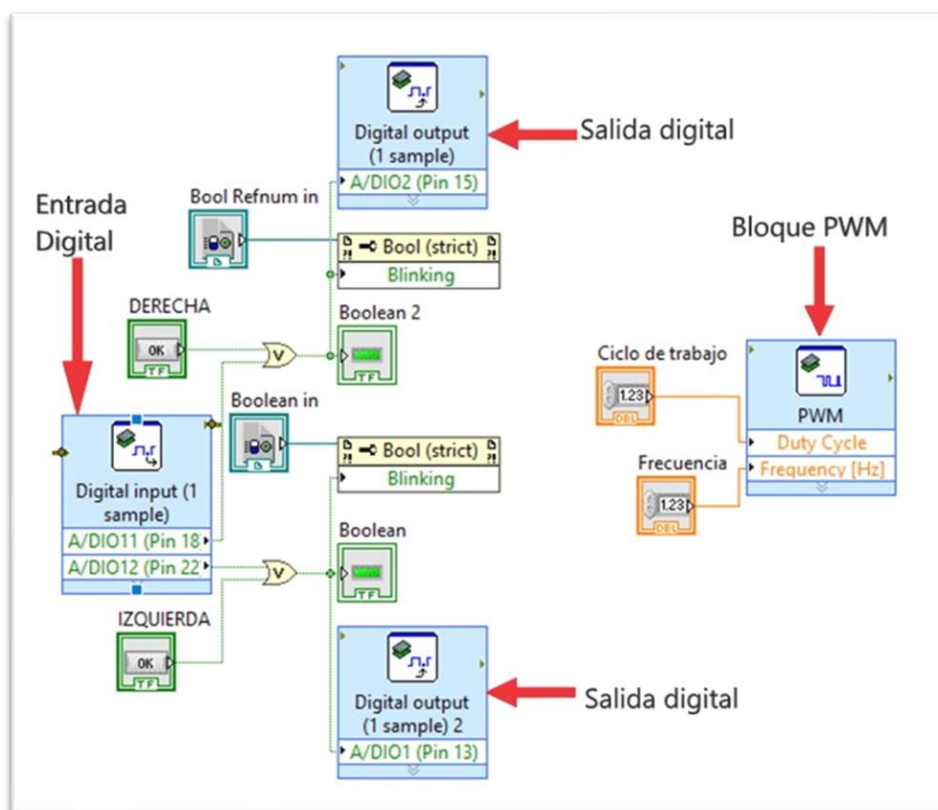 Digital output
(1 sample)
A/DIO2 (Pin 15)
Salida digital
Entrada
Digital
Bool Refnum in
Bool (strict)
Blinking
Bloque PWM
DERECHA
OK
TF
Boolean 2
TF
Ciclo de trabajo
1.23
DBL
PWM
Duty Cycle
Frequency [Hz]
Frecuencia
1.23
DBL
Boolean in
Bool (strict)
Blinking
Digital input (1
sample)
A/DIO11 (Pin 18
A/DIO12 (Pin 22
V
V
Boolean
TF
IZQUIERDA
OK
TF
Digital output
(1 sample) 2
A/DIO1 (Pin 13)
Salida digital